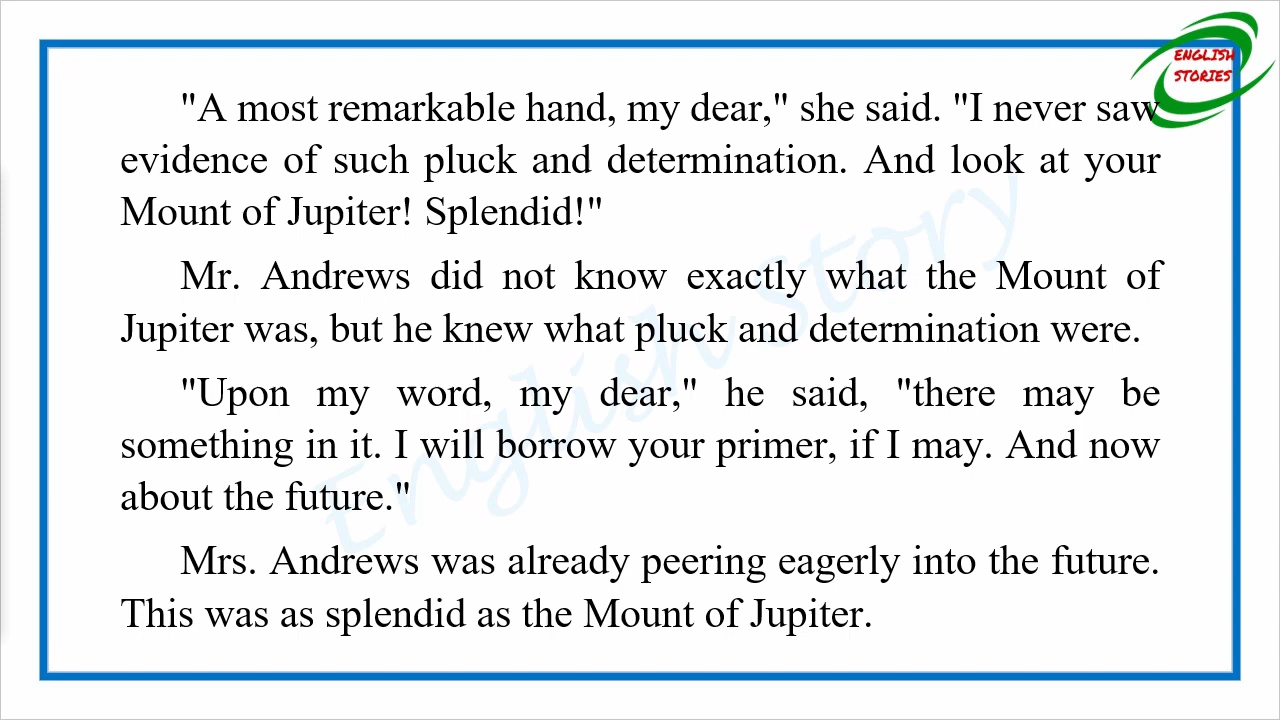 ENGLISH
STORIES
"A most remarkable hand, my dear," she said. "I never saw
evidence of such pluck and determination. And look at your
Mount of Jupiter! Splendid!"
Mr. Andrews did not know exactly what the Mount of
Jupiter was, but he knew what pluck and determination were.
"Upon my word, my dear," he said, "there may be
something in it. I will borrow your primer, if I may. And now
about the future."
Mrs. Andrews was already peering eagerly into the future.
This was as splendid as the Mount of Jupiter.
English Story